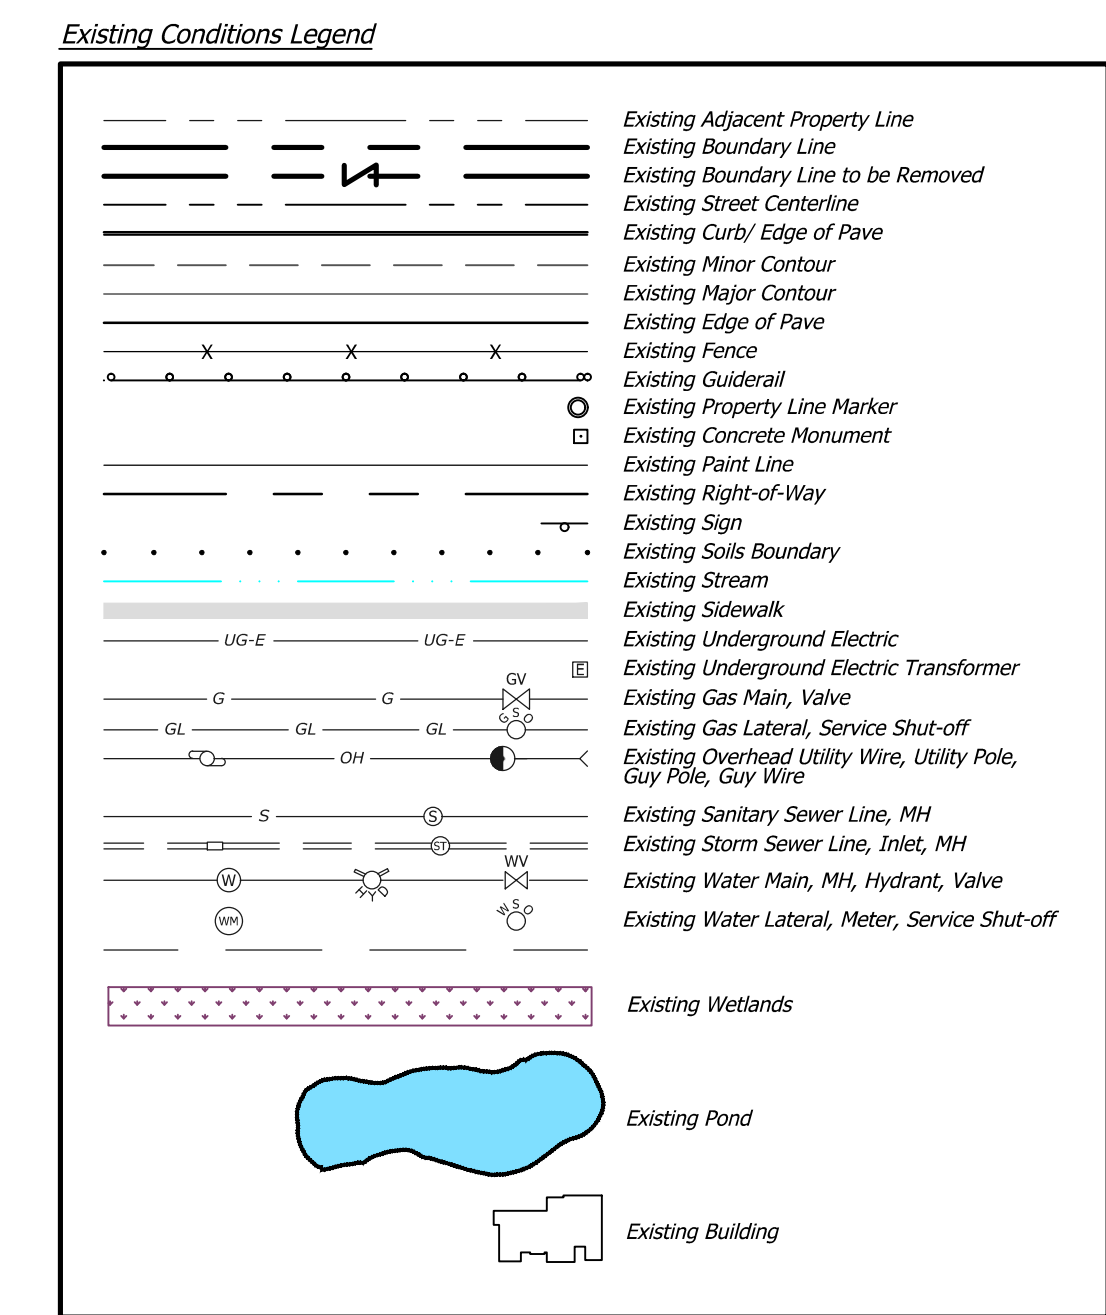 Existing Conditions Legend
Existing Adjacent Property Line
Existing Boundary Line
Existing Boundary Line to be Removed
Existing Street Centerline
Existing Curb/ Edge of Pave
Existing Minor Contour
Existing Major Contour
Existing Edge of Pave
X X X Existing Fence
Existing Guiderail
Existing Property Line Marker
Existing Concrete Monument
Existing Paint Line
Existing Right-of-Way
Existing Sign
Existing Soils Boundary
Existing Stream
Existing Sidewalk
UG-E UG-E Existing Underground Electric
E Existing Underground Electric Transformer
GV
G G Existing Gas Main, Valve
GSO
GL GL GL Existing Gas Lateral, Service Shut-off
OH Existing Overhead Utility Wire, Utility Pole,
Guy Pole, Guy Wire
S S Existing Sanitary Sewer Line, MH
ST Existing Storm Sewer Line, Inlet, MH
WV
W Existing Water Main, MH, Hydrant, Valve
HYD
WSO
WM Existing Water Lateral, Meter, Service Shut-off
Existing Wetlands
Existing Pond
Existing Building